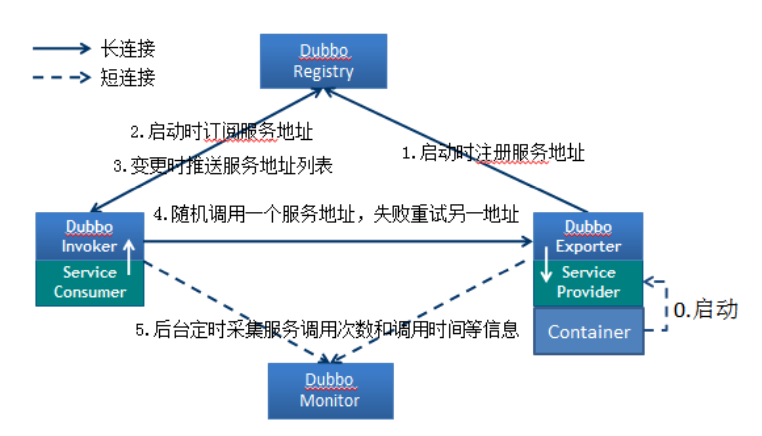 长连接
短连接
Dubbo
Registry
2.启动时订阅服务地址
3.变更时推送服务地址列表
1.启动时注册服务地址
4.随机调用一个服务地址，失败重试另一地址
Dubbo
Invoker
Service
Consumer
Dubbo
Exporter
Service
Provider
Container
0.启动
5.后台定时采集服务调用次数和调用时间等信息
Dubbo
Monitor